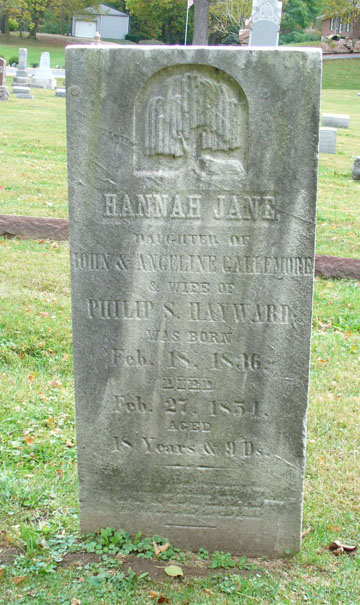 HANNAH JANE,
DAUGHTER OF
JOHN & ANGELINE GALLEMORE
& WIFE OF
PHILIP S. HAYWARD,
WAS BORN
Feb. 18, 1836.
DIED
Feb. 27, 1854.
AGED
18 Years & 9 Ds.